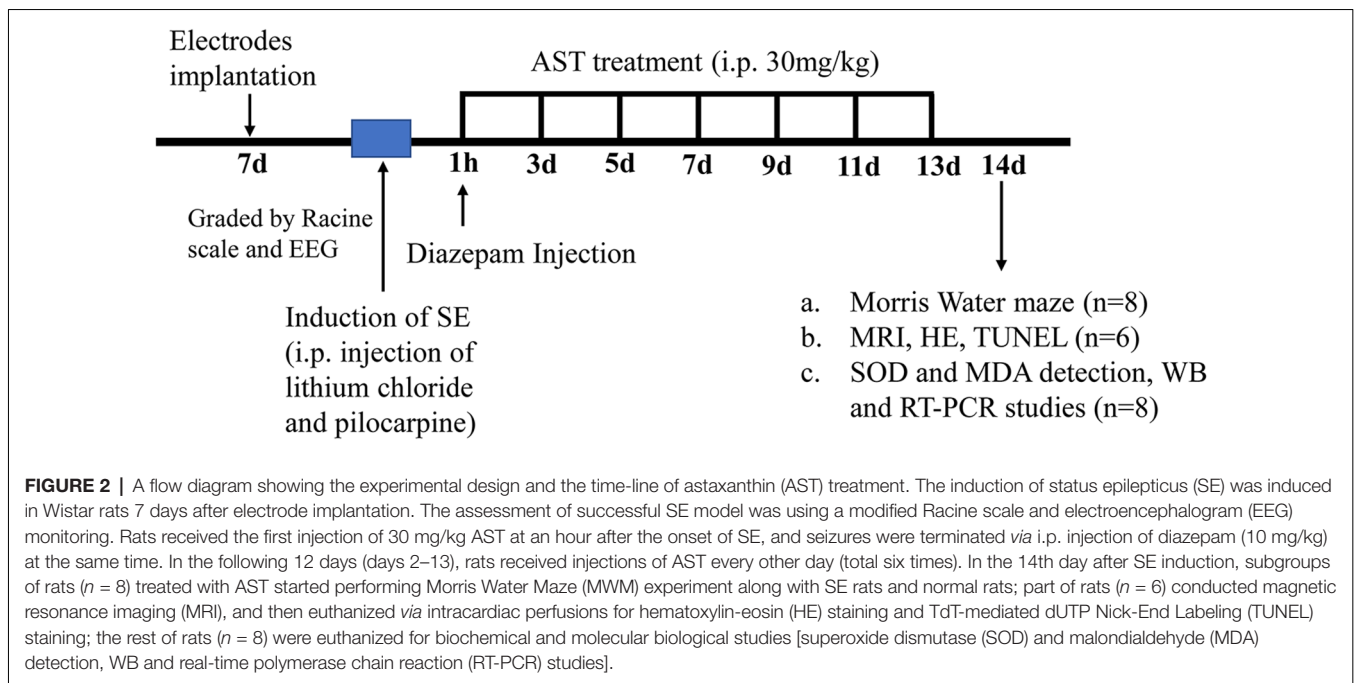 Electrodes
implantation
AST treatment (i.p. 30mg/kg)
7d
1h
3d
5d
7d
9d
11d
13d
14d
Graded by Racine
scale and EEG
Diazepam Injection
Induction of SE
(i.p. injection of
lithium chloride
and pilocarpine)
a. Morris Water maze (n=8)
b. MRI, HE, TUNEL (n=6)
c. SOD and MDA detection, WB
and RT-PCR studies (n=8)
FIGURE 2 | A flow diagram showing the experimental design and the time-line of astaxanthin (AST) treatment. The induction of status epilepticus (SE) was induced
in Wistar rats 7 days after electrode implantation. The assessment of successful SE model was using a modified Racine scale and electroencephalogram (EEG)
monitoring. Rats received the first injection of 30 mg/kg AST at an hour after the onset of SE, and seizures were terminated via i.p. injection of diazepam (10 mg/kg)
at the same time. In the following 12 days (days 2–13), rats received injections of AST every other day (total six times). In the 14th day after SE induction, subgroups
of rats (n = 8) treated with AST started performing Morris Water Maze (MWM) experiment along with SE rats and normal rats; part of rats (n = 6) conducted magnetic
resonance imaging (MRI), and then euthanized via intracardiac perfusions for hematoxylin-eosin (HE) staining and TdT-mediated dUTP Nick-End Labeling (TUNEL)
staining; the rest of rats (n = 8) were euthanized for biochemical and molecular biological studies [superoxide dismutase (SOD) and malondialdehyde (MDA)
detection, WB and real-time polymerase chain reaction (RT-PCR) studies].